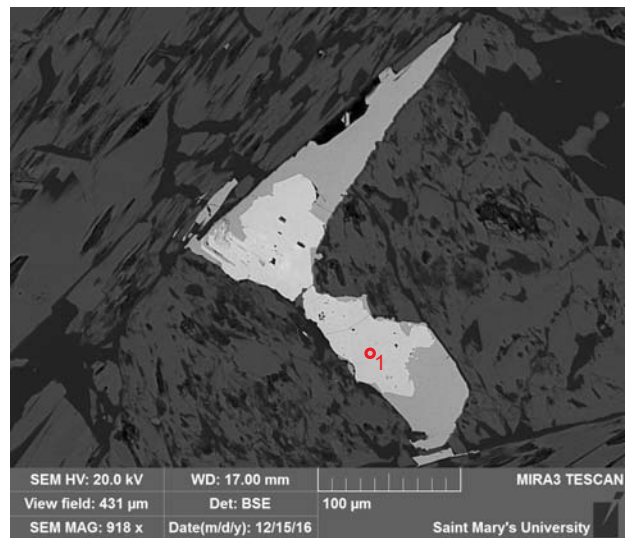 1
SEM HV: 20.0 kV WD: 17.00 mm MIRA3 TESCAN
View field: 431 µm Det: BSE 100 µm
SEM MAG: 918 x Date(m/d/y): 12/15/16 Saint Mary's University